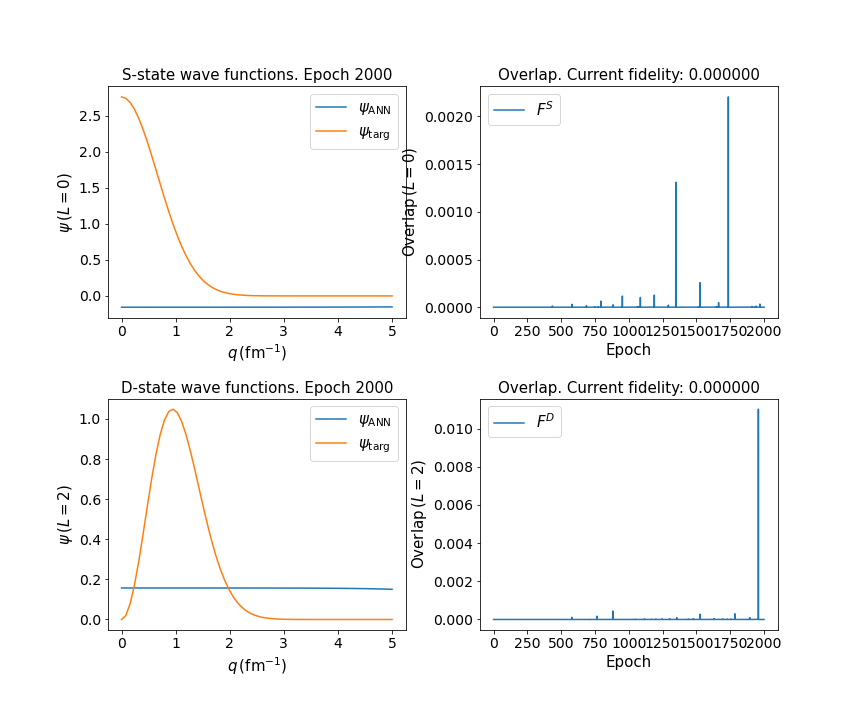 S-state wave functions. Epoch 2000
ψ(L = 0)
2.5
2.0
1.5
1.0
0.5
0.0
ψANN
ψtarg
0 1 2 3 4 5
q (fm⁻¹)
Overlap. Current fidelity: 0.000000
Overlap (L = 0)
0.0020
0.0015
0.0010
0.0005
0.0000
F^S
0 250 500 750 1000 1250 1500 1750 2000
Epoch
D-state wave functions. Epoch 2000
ψ(L = 2)
1.0
0.8
0.6
0.4
0.2
0.0
ψANN
ψtarg
0 1 2 3 4 5
q (fm⁻¹)
Overlap. Current fidelity: 0.000000
Overlap (L = 2)
0.010
0.008
0.006
0.004
0.002
0.000
F^D
0 250 500 750 1000 1250 1500 1750 2000
Epoch